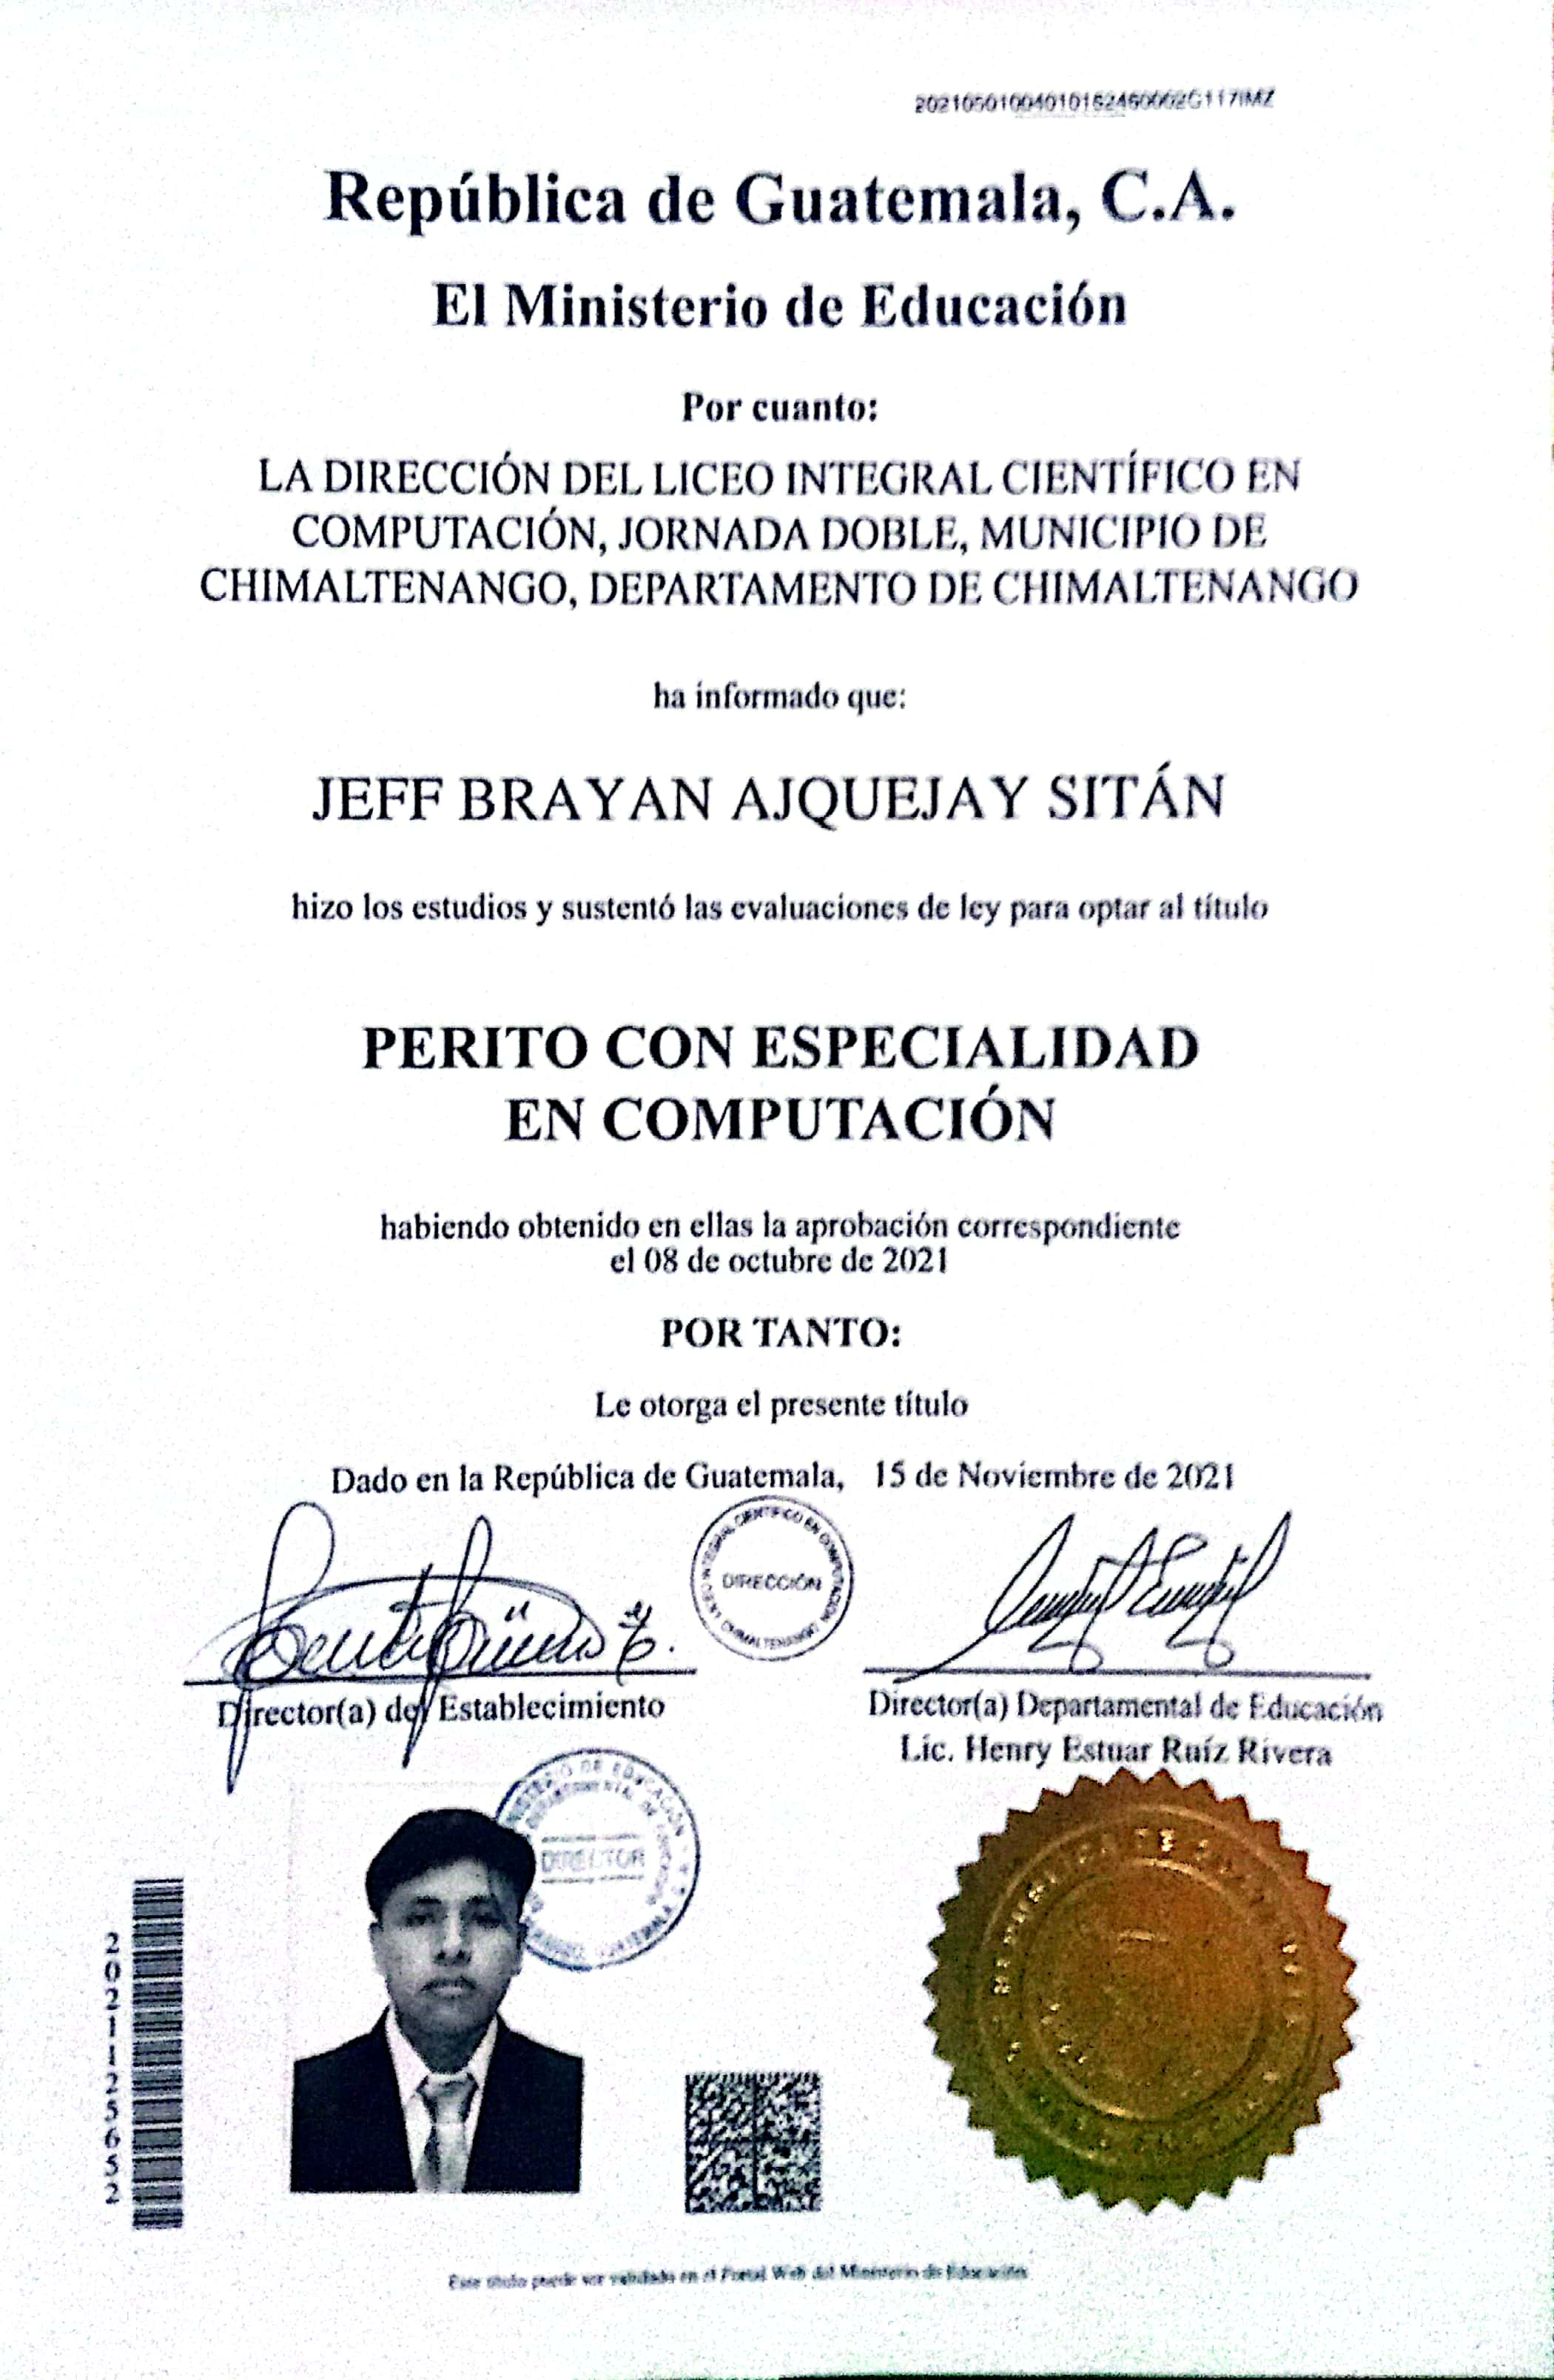 República de Guatemala, C.A.
El Ministerio de Educación
Por cuanto:
LA DIRECCIÓN DEL LICEO INTEGRAL CIENTÍFICO EN
COMPUTACIÓN, JORNADA DOBLE, MUNICIPIO DE
CHIMALTENANGO, DEPARTAMENTO DE CHIMALTENANGO
ha informado que:
JEFF BRAYAN AJQUEJAY SITÁN
hizo los estudios y sustentó las evaluaciones de ley para optar al título
PERITO CON ESPECIALIDAD
EN COMPUTACIÓN
habiendo obtenido en ellas la aprobación correspondiente
el 08 de octubre de 2021
POR TANTO:
Le otorga el presente título
Dado en la República de Guatemala, 15 de Noviembre de 2021
LICEO INTEGRAL CIENTIFICO EN COMPUTACION
DIRECCIÓN
CHIMALTENANGO
Director(a) del Establecimiento
Director(a) Departamental de Educación
Lic. Henry Estuar Ruíz Rivera
MINISTERIO DE EDUCACION
DIRECTOR
GUATEMALA
20211125652
Este título puede ser validado en el Portal Web del Ministerio de Educación